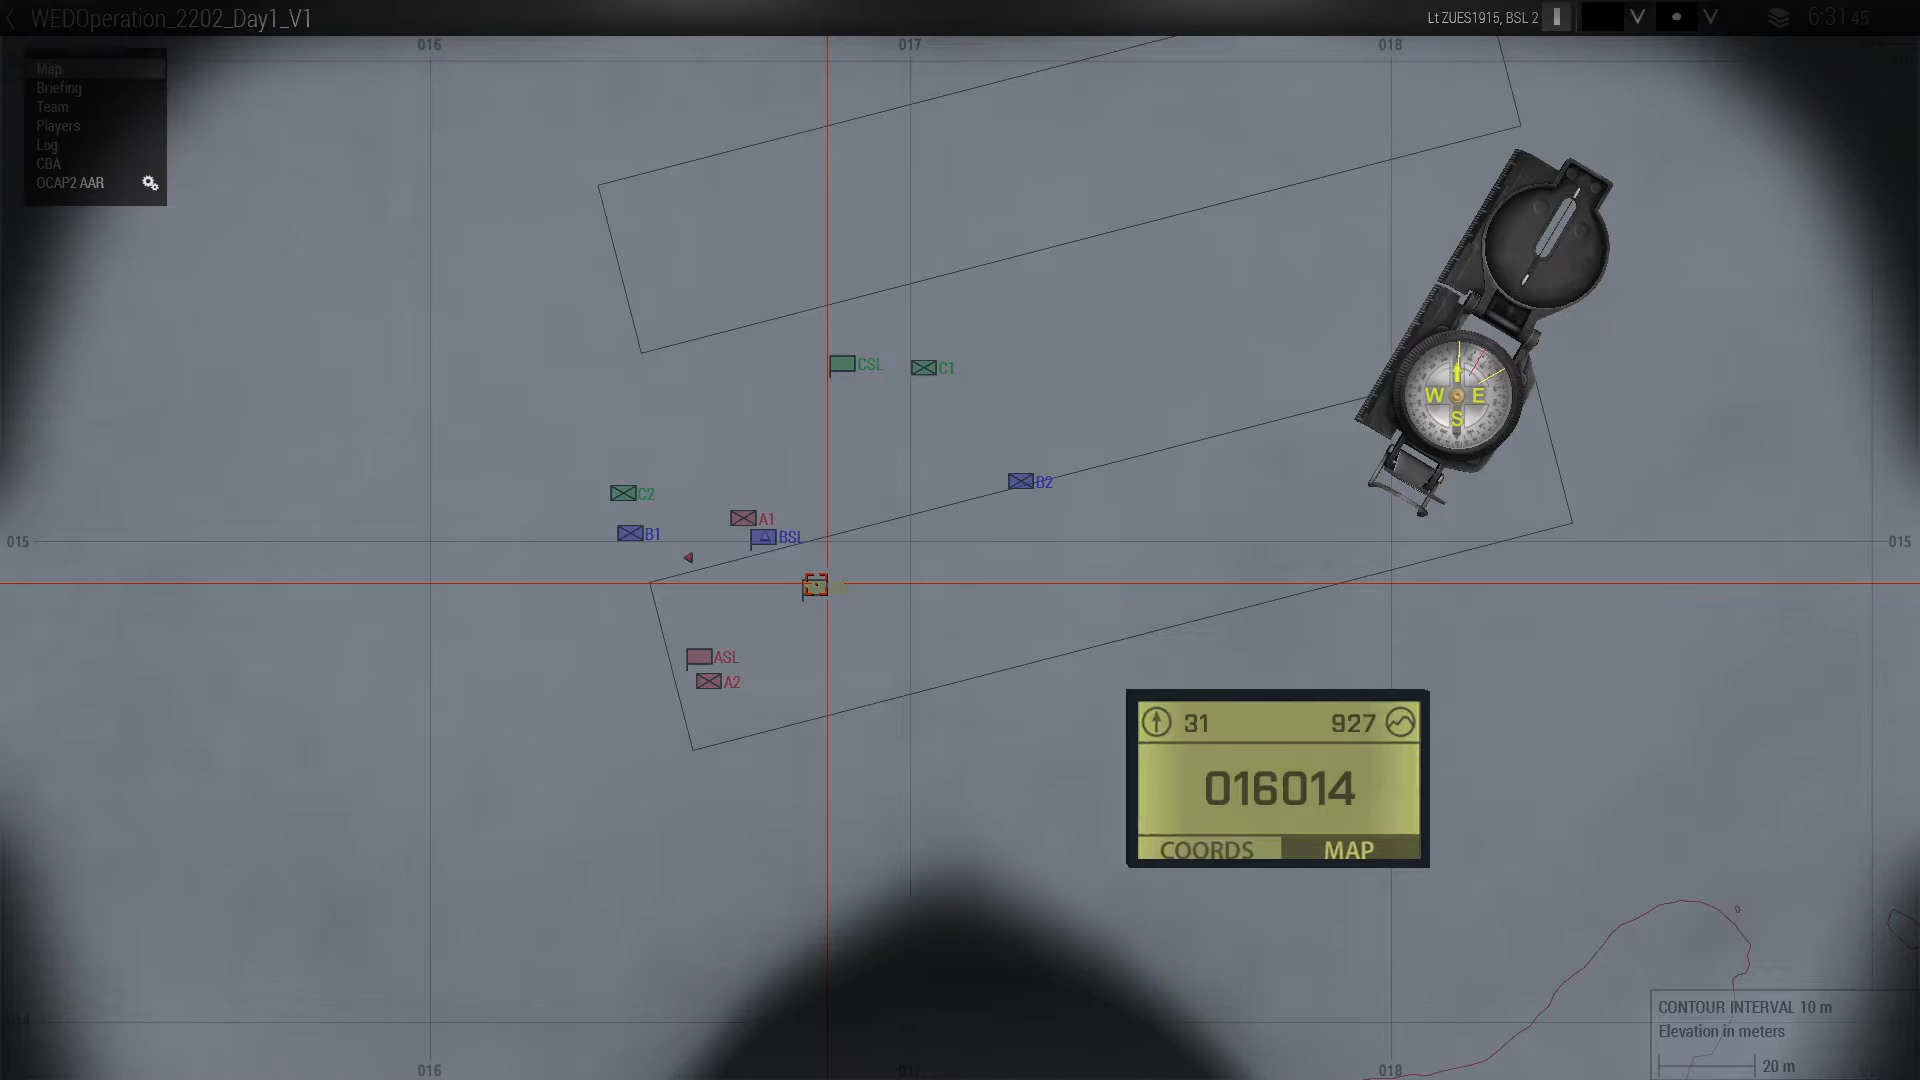 WEDOperation_2202_Day1_V1
Lt ZUES1915, BSL 2
6:31 45
016 017 018
Map
Briefing
Team
Players
Log
CBA
OCAP2 AAR
CSL
C1
W E
S
B2
C2
A1
B1
BSL
015 015
ASL
A2
31 927
016014
COORDS MAP
CONTOUR INTERVAL 10 m
Elevation in meters
20 m
016 018